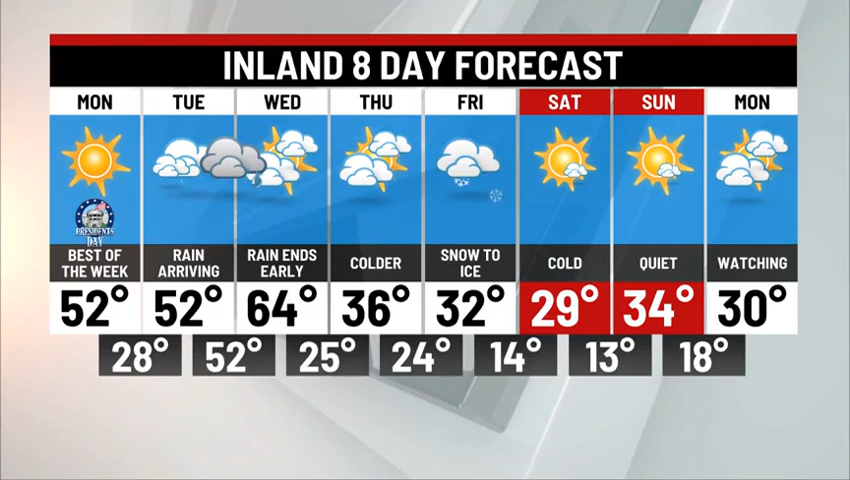 INLAND 8 DAY FORECAST
MON TUE WED THU FRI SAT SUN MON
PRESIDENTS
DAY
BEST OF
THE WEEK
RAIN
ARRIVING
RAIN ENDS
EARLY
COLDER
SNOW TO
ICE
COLD
QUIET
WATCHING
52° 52° 64° 36° 32° 29° 34° 30°
28° 52° 25° 24° 14° 13° 18°